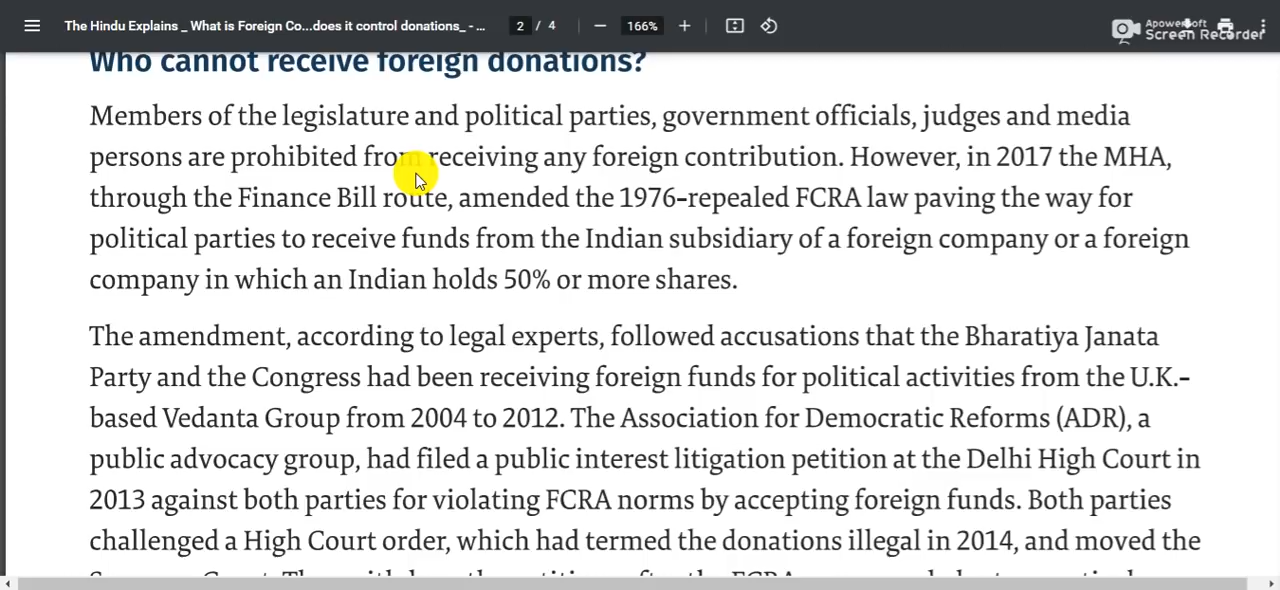 The Hindu Explains _ What is Foreign Co...does it control donations_ - ...
2 / 4
166%
Apowersoft
Screen Recorder
Who cannot receive foreign donations?
Members of the legislature and political parties, government officials, judges and media
persons are prohibited from receiving any foreign contribution. However, in 2017 the MHA,
through the Finance Bill route, amended the 1976-repealed FCRA law paving the way for
political parties to receive funds from the Indian subsidiary of a foreign company or a foreign
company in which an Indian holds 50% or more shares.
The amendment, according to legal experts, followed accusations that the Bharatiya Janata
Party and the Congress had been receiving foreign funds for political activities from the U.K.-
based Vedanta Group from 2004 to 2012. The Association for Democratic Reforms (ADR), a
public advocacy group, had filed a public interest litigation petition at the Delhi High Court in
2013 against both parties for violating FCRA norms by accepting foreign funds. Both parties
challenged a High Court order, which had termed the donations illegal in 2014, and moved the